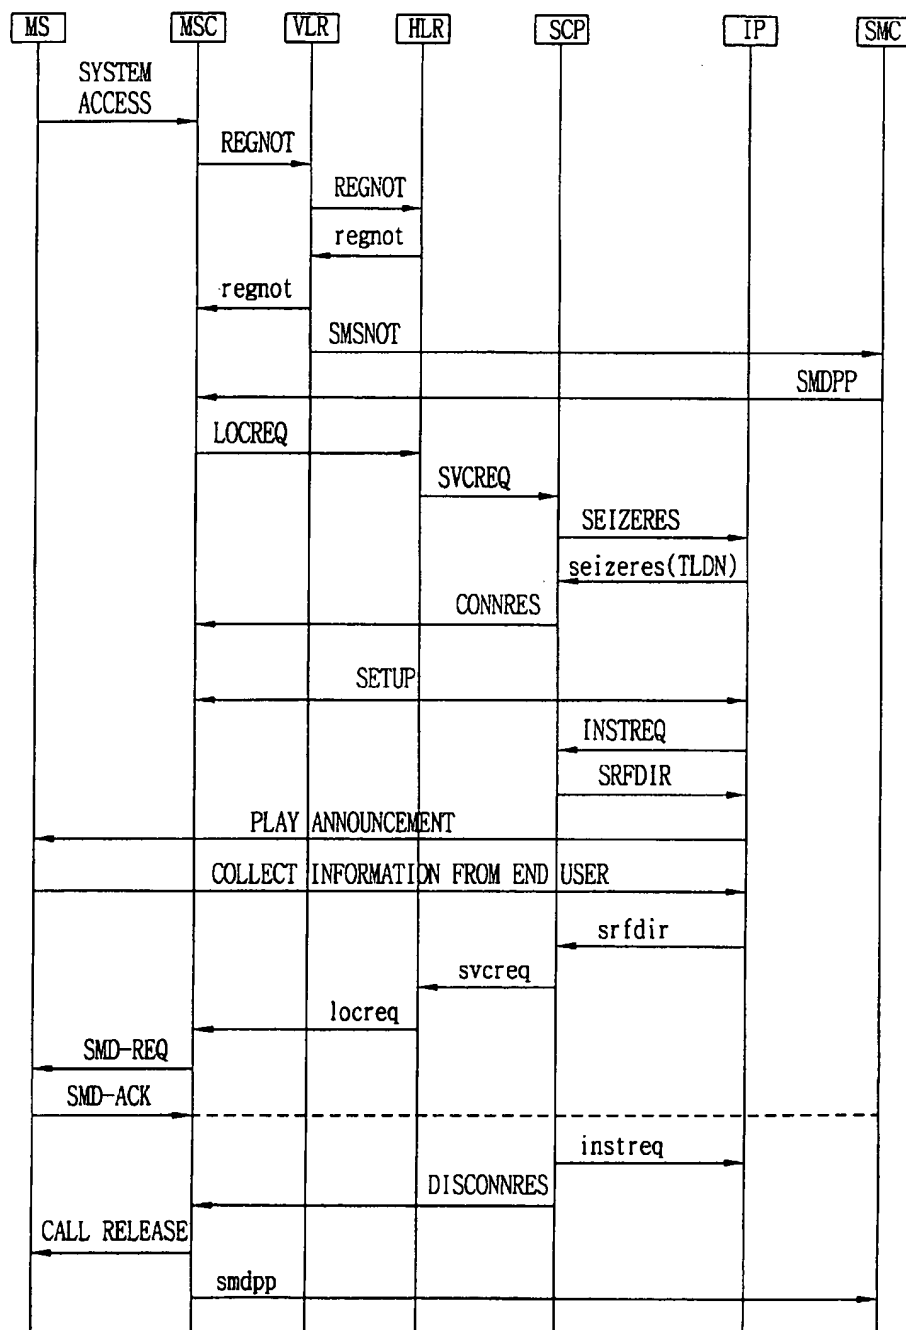 MS MSC VLR HLR SCP IP SMC
SYSTEM
ACCESS
REGNOT
REGNOT
regnot
regnot
SMSNOT
SMDPP
LOCREQ
SVCREQ
SEIZERES
seizeres(TLDN)
CONNRES
SETUP
INSTREQ
SRFDIR
PLAY ANNOUNCEMENT
COLLECT INFORMATION FROM END USER
srfdir
svcreq
locreq
SMD-REQ
SMD-ACK
instreq
DISCONNRES
CALL RELEASE
smdpp